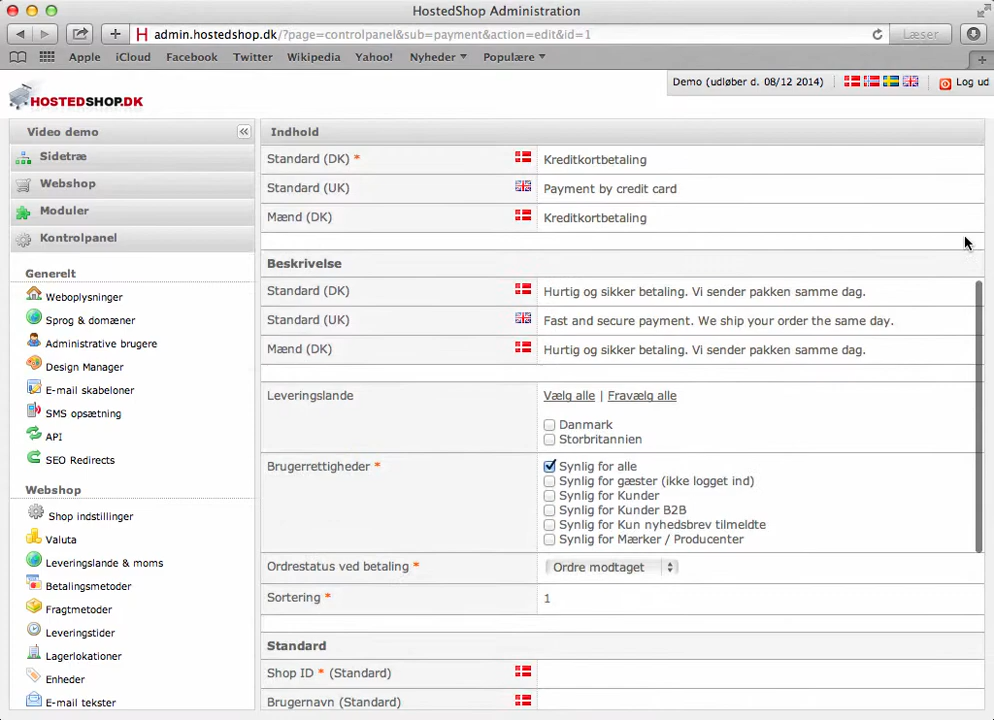 HostedShop Administration
admin.hostedshop.dk/?page=controlpanel&sub=payment&action=edit&id=1
Læser
Apple iCloud Facebook Twitter Wikipedia Yahoo! Nyheder Populære
HOSTEDSHOP.DK
Demo (udløber d. 08/12 2014)
Log ud
Video demo
Sidetræ
Webshop
Moduler
Kontrolpanel
Generelt
Weboplysninger
Sprog & domæner
Administrative brugere
Design Manager
E-mail skabeloner
SMS opsætning
API
SEO Redirects
Webshop
Shop indstillinger
Valuta
Leveringslande & moms
Betalingsmetoder
Fragtmetoder
Leveringstider
Lagerlokationer
Enheder
E-mail tekster
Indhold
Standard (DK) * Kreditkortbetaling
Standard (UK) Payment by credit card
Mænd (DK) Kreditkortbetaling
Beskrivelse
Standard (DK) Hurtig og sikker betaling. Vi sender pakken samme dag.
Standard (UK) Fast and secure payment. We ship your order the same day.
Mænd (DK) Hurtig og sikker betaling. Vi sender pakken samme dag.
Leveringslande Vælg alle | Fravælg alle
Danmark
Storbritannien
Brugerrettigheder * Synlig for alle
Synlig for gæster (ikke logget ind)
Synlig for Kunder
Synlig for Kunder B2B
Synlig for Kun nyhedsbrev tilmeldte
Synlig for Mærker / Producenter
Ordrestatus ved betaling * Ordre modtaget
Sortering * 1
Standard
Shop ID * (Standard)
Brugernavn (Standard)